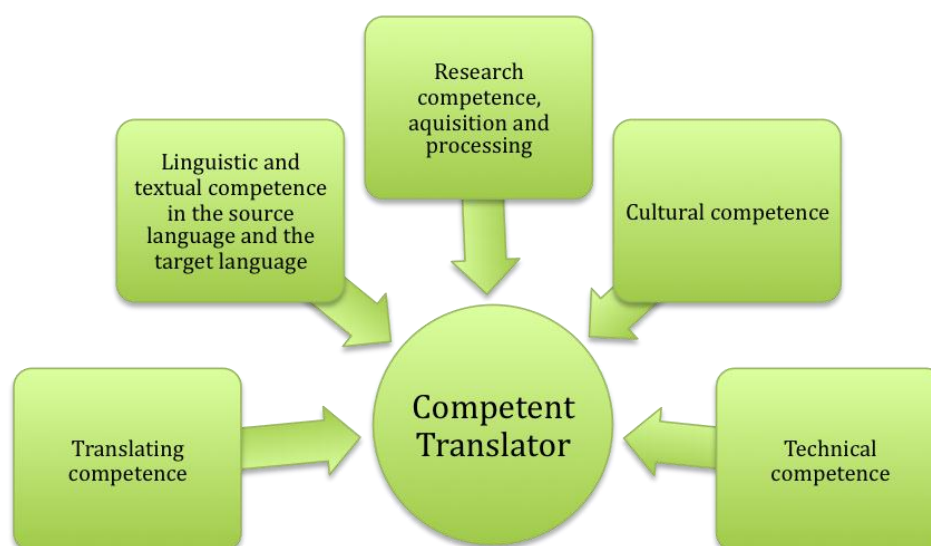 Research
competence,
aquisition and
processing
Linguistic and
textual competence
in the source
language and the
target language
Cultural competence
Competent
Translator
Translating
competence
Technical
competence